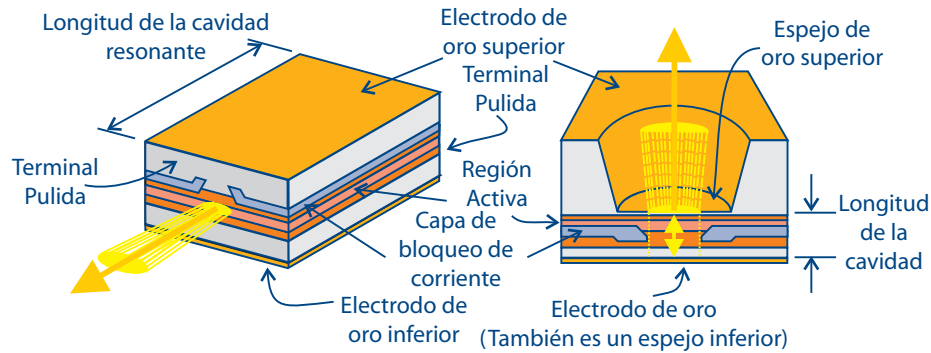 Longitud de la cavidad
resonante
Electrodo de
oro superior
Terminal
Pulida
Espejo de
oro superior
Terminal
Pulida
Región
Activa
Capa de
bloqueo de
corriente
Longitud
de la
cavidad
Electrodo de
oro inferior
Electrodo de oro
(También es un espejo inferior)